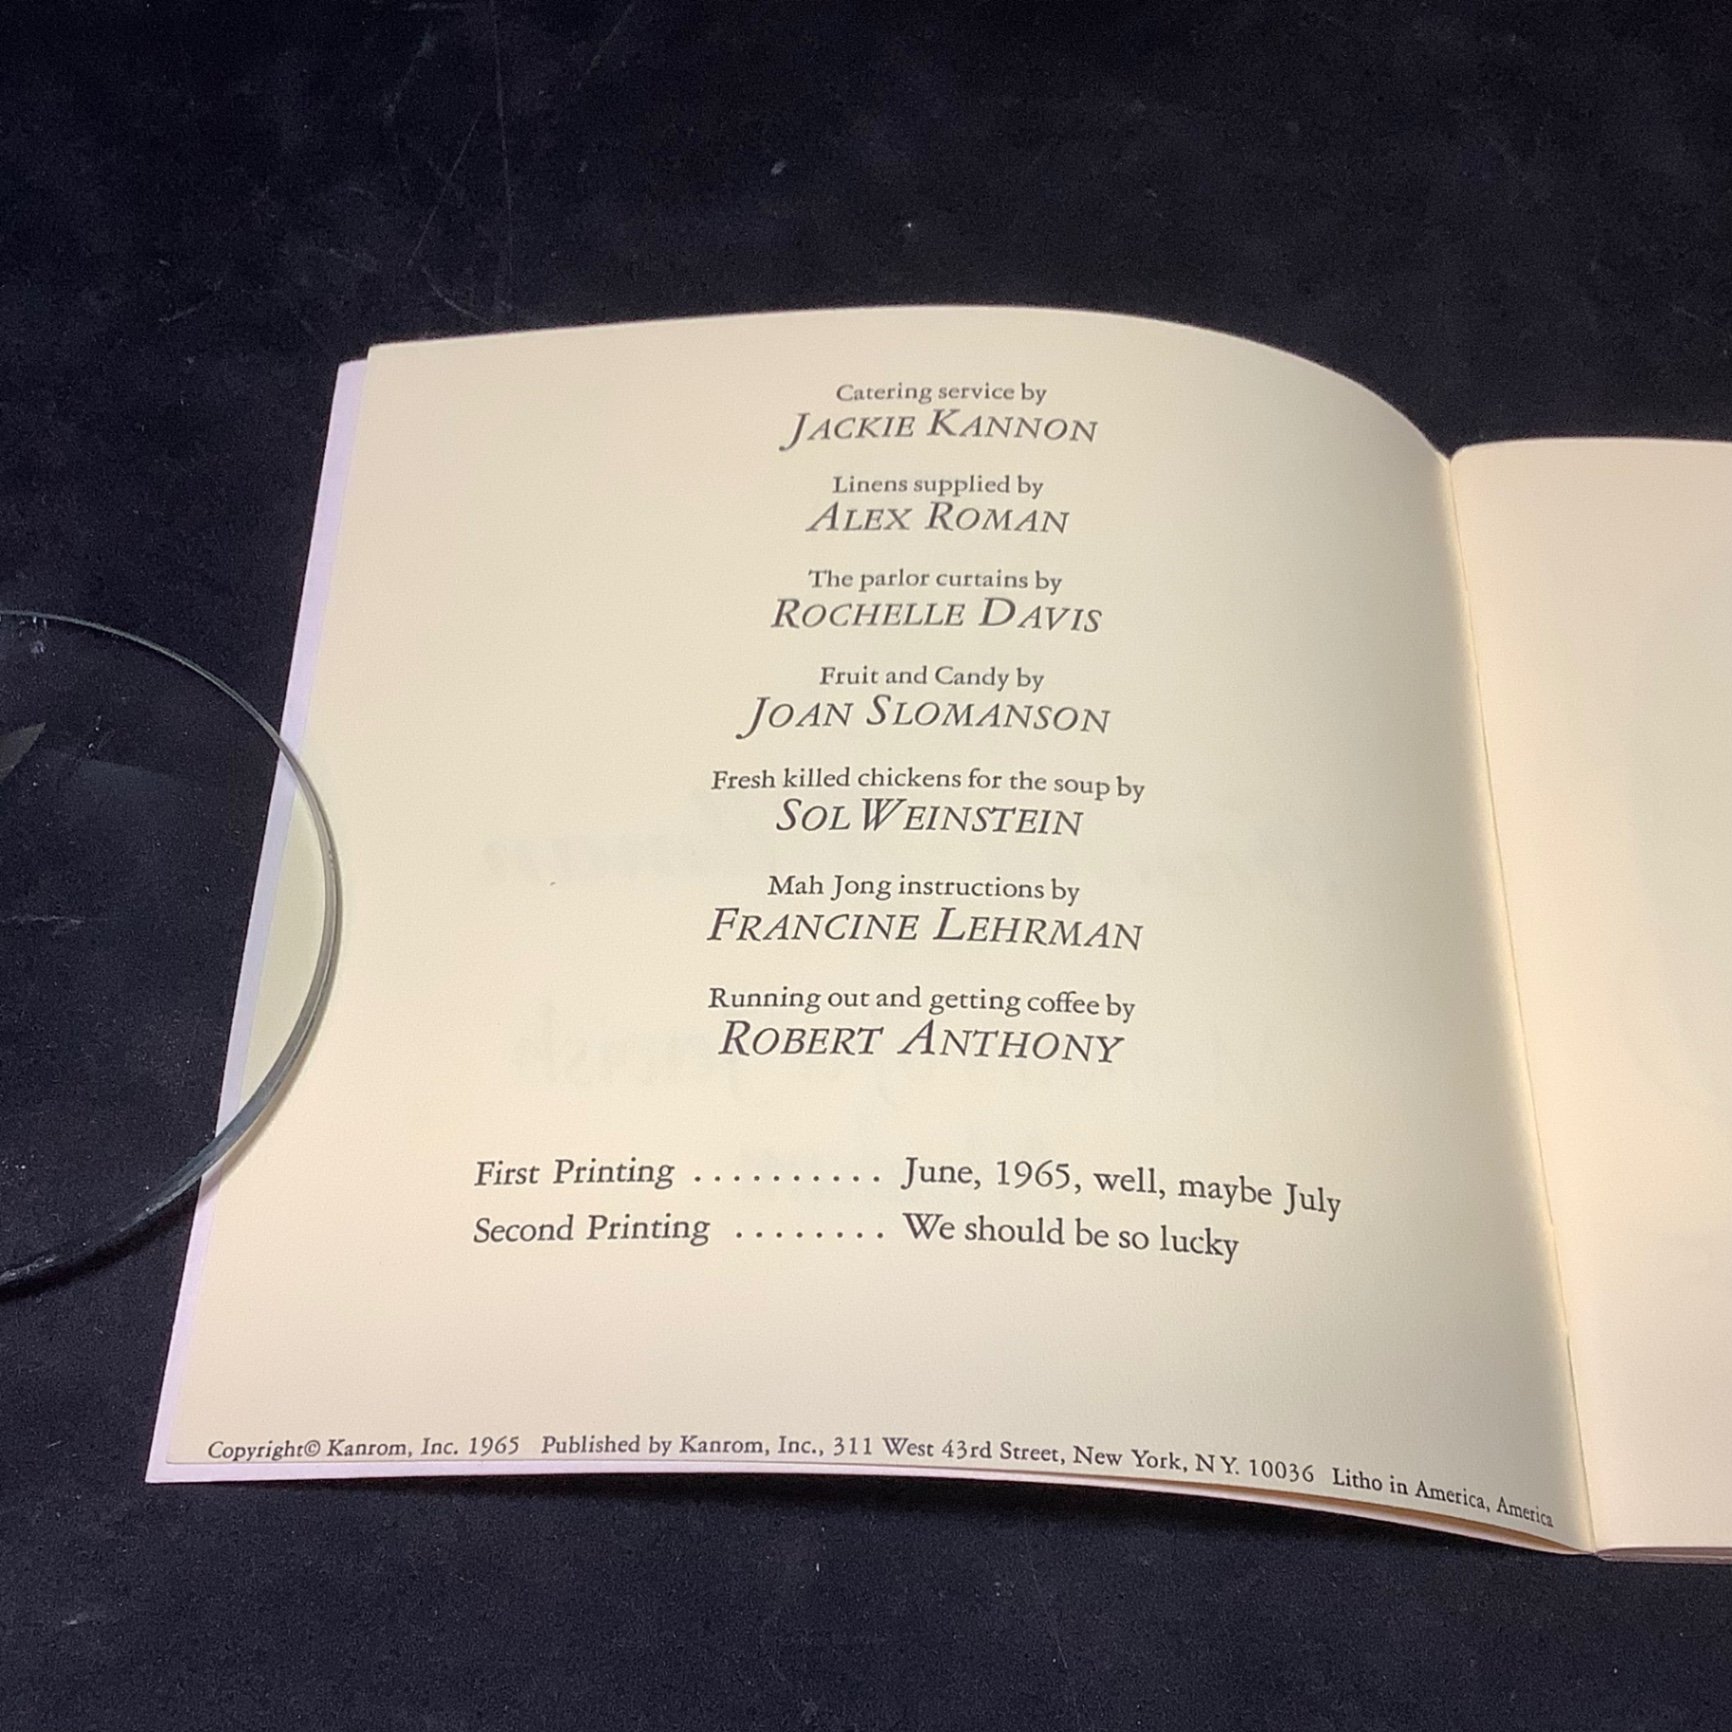 Catering service by
JACKIE KANNON
Linens supplied by
ALEX ROMAN
The parlor curtains by
ROCHELLE DAVIS
Fruit and Candy by
JOAN SLOMANSON
Fresh killed chickens for the soup by
SOL WEINSTEIN
Mah Jong instructions by
FRANCINE LEHRMAN
Running out and getting coffee by
ROBERT ANTHONY
First Printing .......... June, 1965, well, maybe July
Second Printing ........ We should be so lucky
Copyright© Kanrom, Inc. 1965 Published by Kanrom, Inc., 311 West 43rd Street, New York, N Y. 10036 Litho in America, America